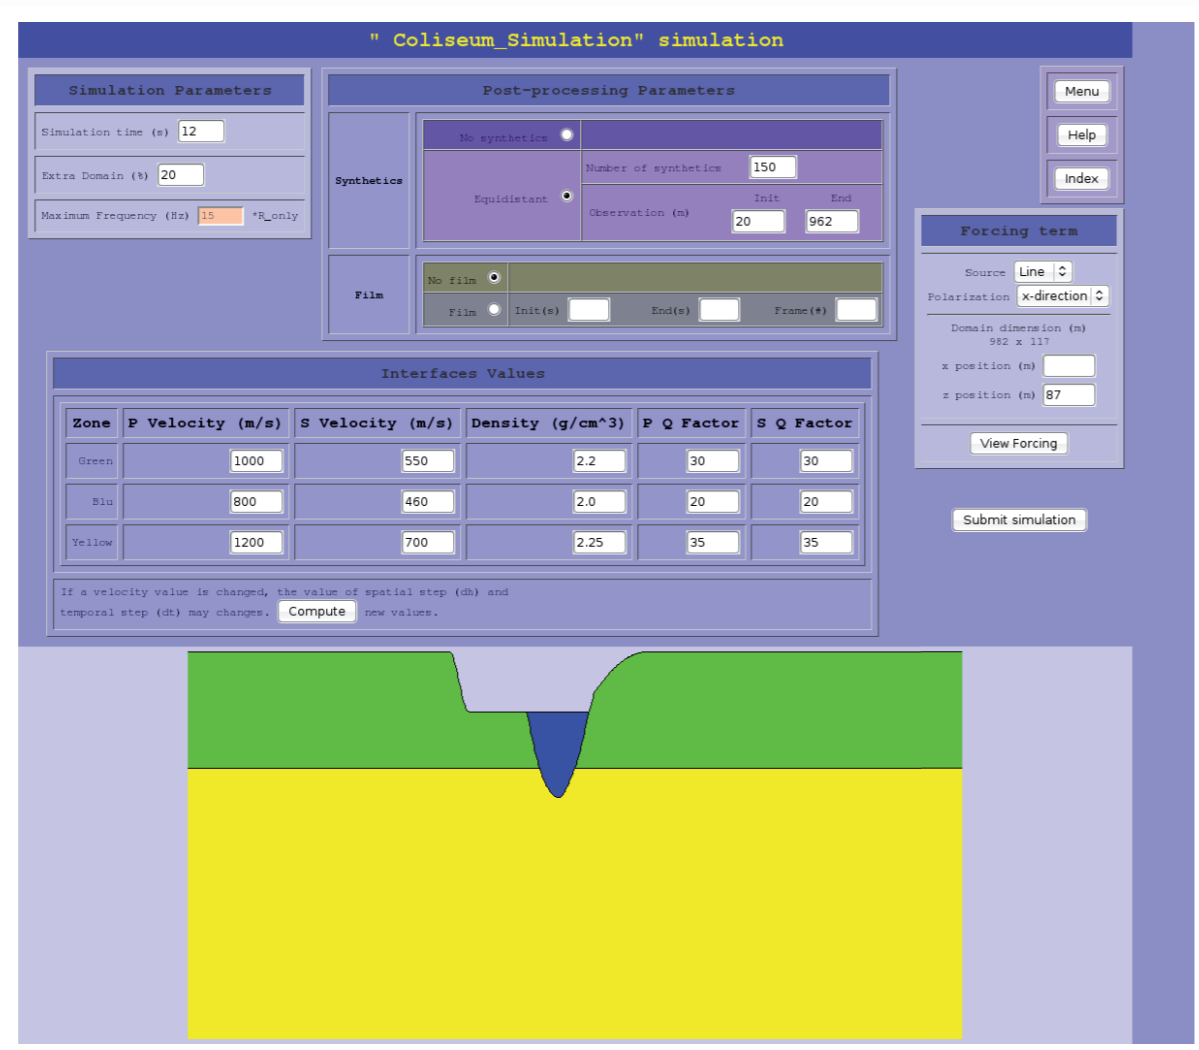 " Coliseum_Simulation" simulation
Simulation Parameters
Simulation time (s) 12
Extra Domain (%) 20
Maximum Frequency (Hz) 15 *R_only
Post-processing Parameters
Synthetics
No synthetics
Equidistant
Number of synthetics 150
Init End
Observation (m) 20 962
Film
No film
Film Init(s) End(s) Frame(#)
Menu
Help
Index
Forcing term
Source Line
Polarization x-direction
Domain dimension (m)
982 x 117
x position (m)
z position (m) 87
View Forcing
Submit simulation
Interfaces Values
Zone P Velocity (m/s) S Velocity (m/s) Density (g/cm^3) P Q Factor S Q Factor
Green 1000 550 2.2 30 30
Blu 800 460 2.0 20 20
Yellow 1200 700 2.25 35 35
If a velocity value is changed, the value of spatial step (dh) and
temporal step (dt) may changes. Compute new values.